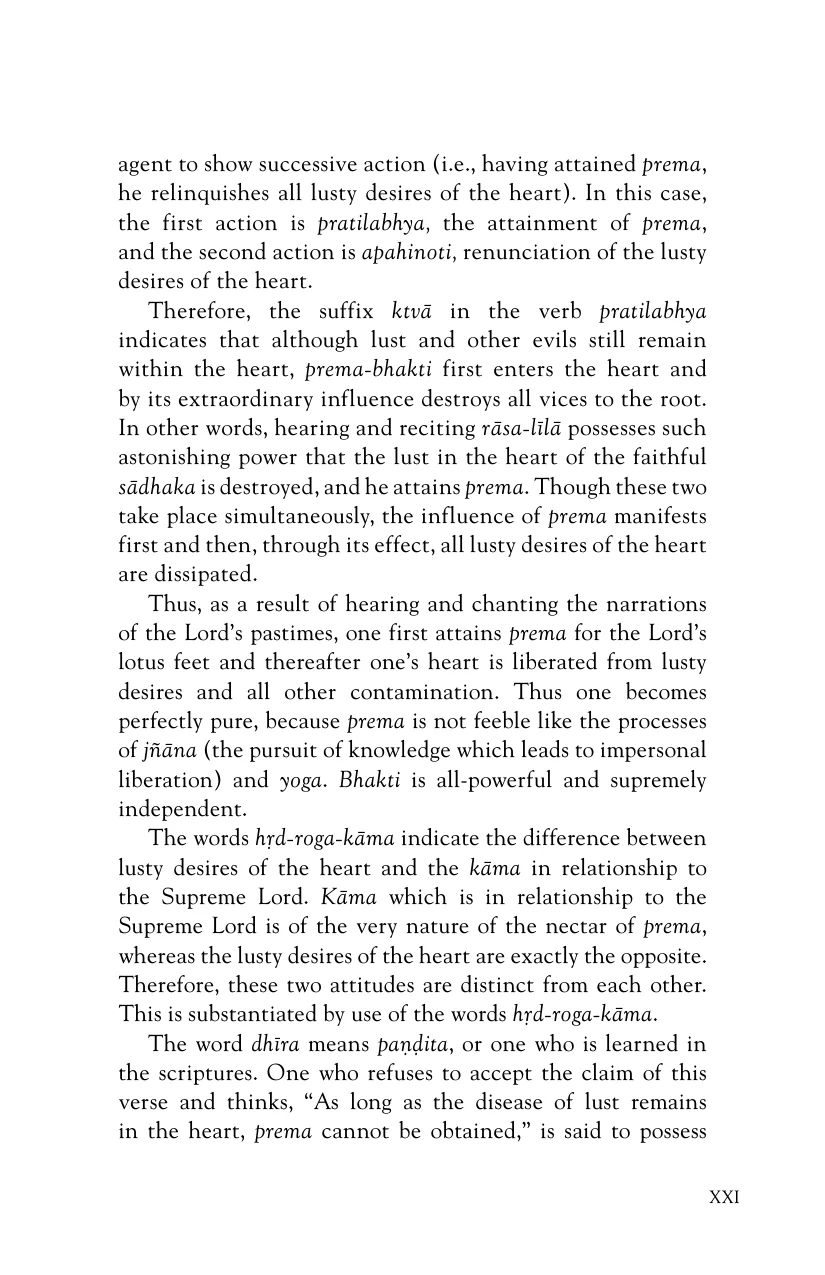 agent to show successive action (i.e., having attained prema,
he relinquishes all lusty desires of the heart). In this case,
the first action is pratilabhya, the attainment of prema,
and the second action is apahinoti, renunciation of the lusty
desires of the heart.
Therefore, the suffix ktvā in the verb pratilabhya
indicates that although lust and other evils still remain
within the heart, prema-bhakti first enters the heart and
by its extraordinary influence destroys all vices to the root.
In other words, hearing and reciting rāsa-līlā possesses such
astonishing power that the lust in the heart of the faithful
sādhaka is destroyed, and he attains prema. Though these two
take place simultaneously, the influence of prema manifests
first and then, through its effect, all lusty desires of the heart
are dissipated.
Thus, as a result of hearing and chanting the narrations
of the Lord’s pastimes, one first attains prema for the Lord’s
lotus feet and thereafter one’s heart is liberated from lusty
desires and all other contamination. Thus one becomes
perfectly pure, because prema is not feeble like the processes
of jñāna (the pursuit of knowledge which leads to impersonal
liberation) and yoga. Bhakti is all-powerful and supremely
independent.
The words hṛd-roga-kāma indicate the difference between
lusty desires of the heart and the kāma in relationship to
the Supreme Lord. Kāma which is in relationship to the
Supreme Lord is of the very nature of the nectar of prema,
whereas the lusty desires of the heart are exactly the opposite.
Therefore, these two attitudes are distinct from each other.
This is substantiated by use of the words hṛd-roga-kāma.
The word dhīra means paṇḍita, or one who is learned in
the scriptures. One who refuses to accept the claim of this
verse and thinks, “As long as the disease of lust remains
in the heart, prema cannot be obtained,” is said to possess
XXI